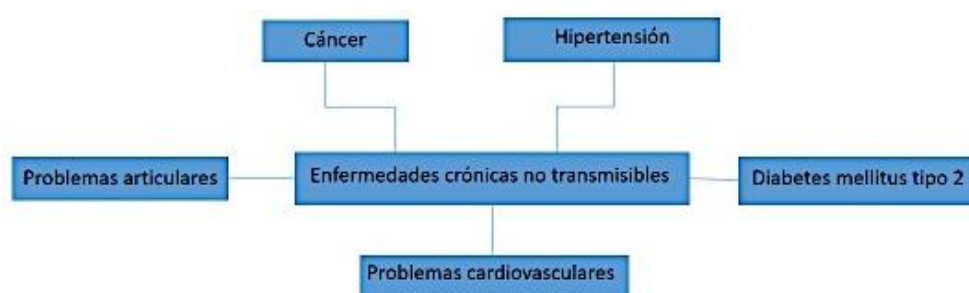 Cáncer
Hipertensión
Problemas articulares
Enfermedades crónicas no transmisibles
Diabetes mellitus tipo 2
Problemas cardiovasculares